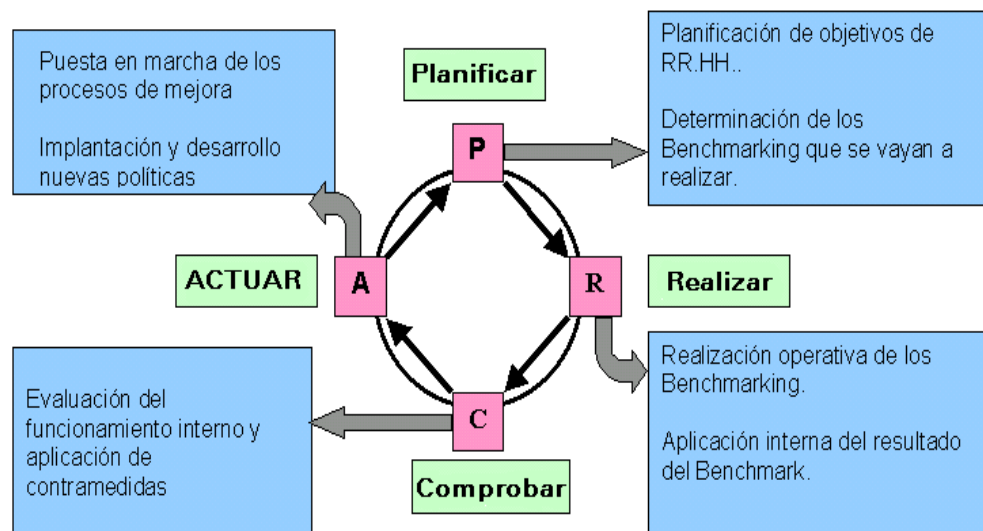 Puesta en marcha de los
procesos de mejora
Implantación y desarrollo
nuevas políticas
Planificar
Planificación de objetivos de
RR.HH..
Determinación de los
Benchmarking que se vayan a
realizar.
P
ACTUAR
A
R
Realizar
C
Comprobar
Evaluación del
funcionamiento interno y
aplicación de
contramedidas
Realización operativa de los
Benchmarking.
Aplicación interna del resultado
del Benchmark.